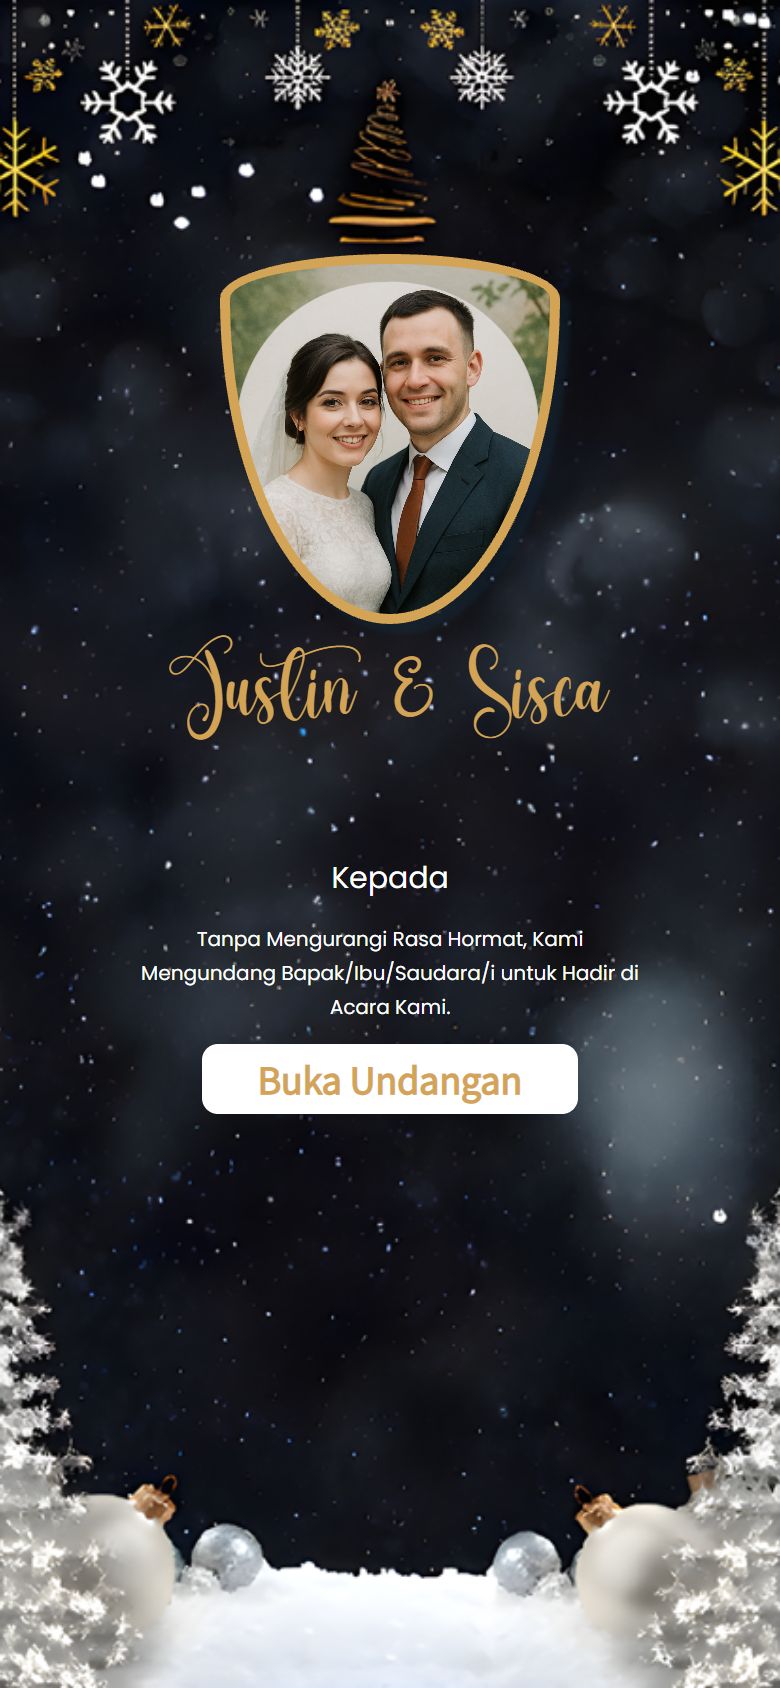 Justin & Sisca
Kepada
Tanpa Mengurangi Rasa Hormat, Kami
Mengundang Bapak/Ibu/Saudara/i untuk Hadir di
Acara Kami.
Buka Undangan